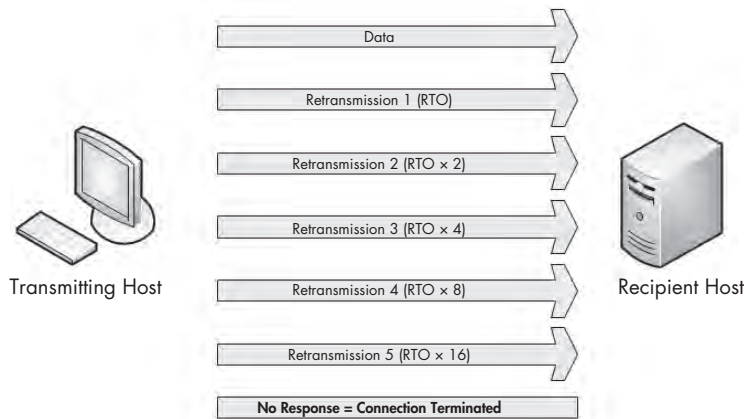 Data
Retransmission 1 (RTO)
Retransmission 2 (RTO × 2)
Retransmission 3 (RTO × 4)
Transmitting Host
Recipient Host
Retransmission 4 (RTO × 8)
Retransmission 5 (RTO × 16)
No Response = Connection Terminated